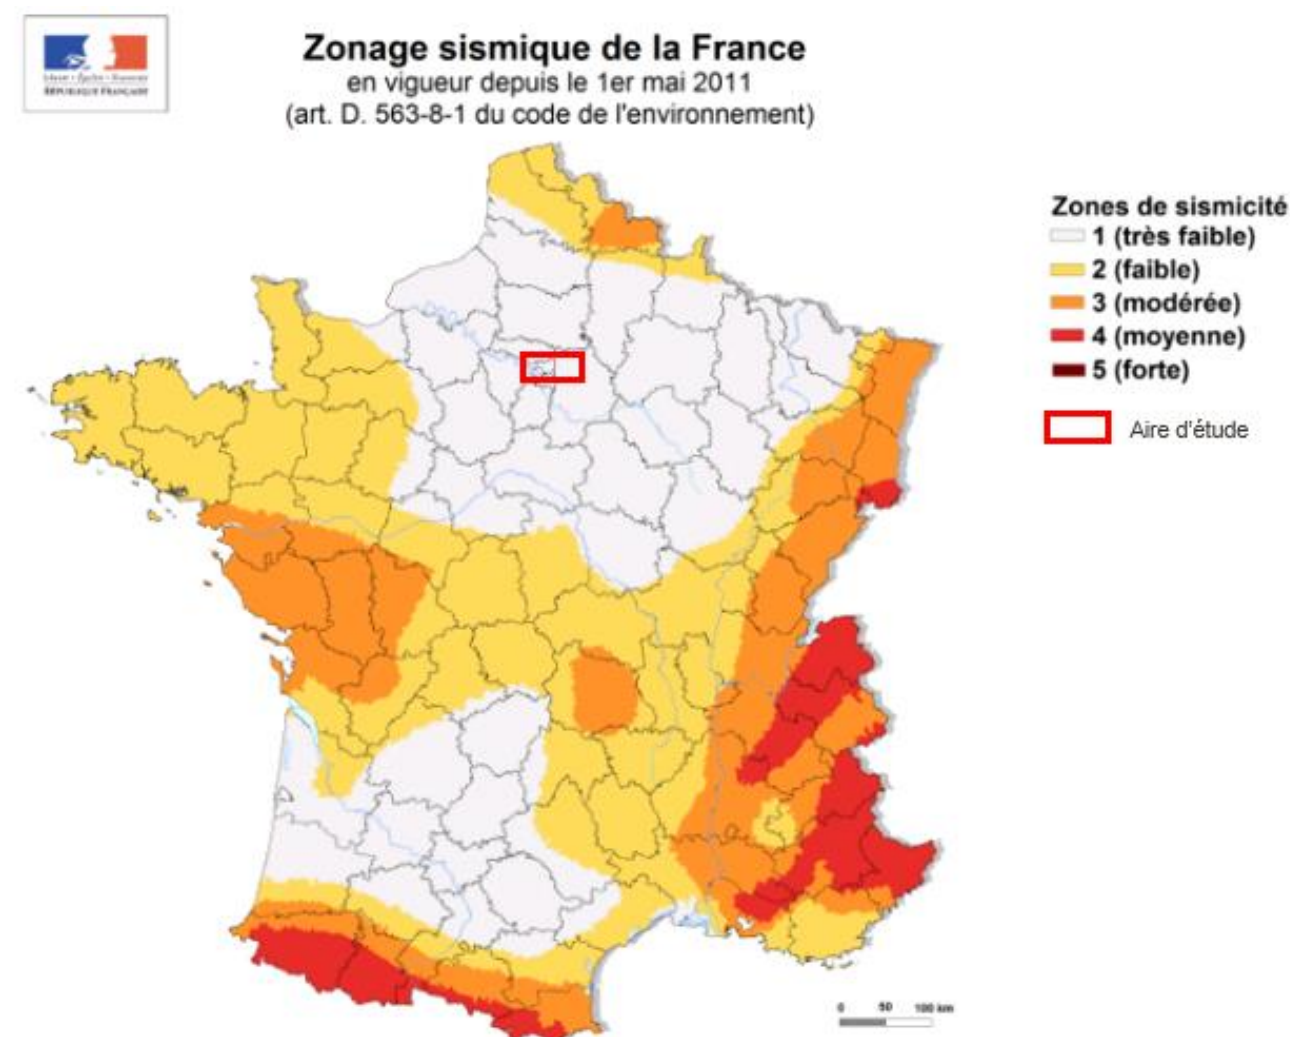 RÉPUBLIQUE FRANÇAISE
Zonage sismique de la France
en vigueur depuis le 1er mai 2011
(art. D. 563-8-1 du code de l'environnement)
Zones de sismicité
1 (très faible)
2 (faible)
3 (modérée)
4 (moyenne)
5 (forte)
Aire d'étude
0 50 100 km